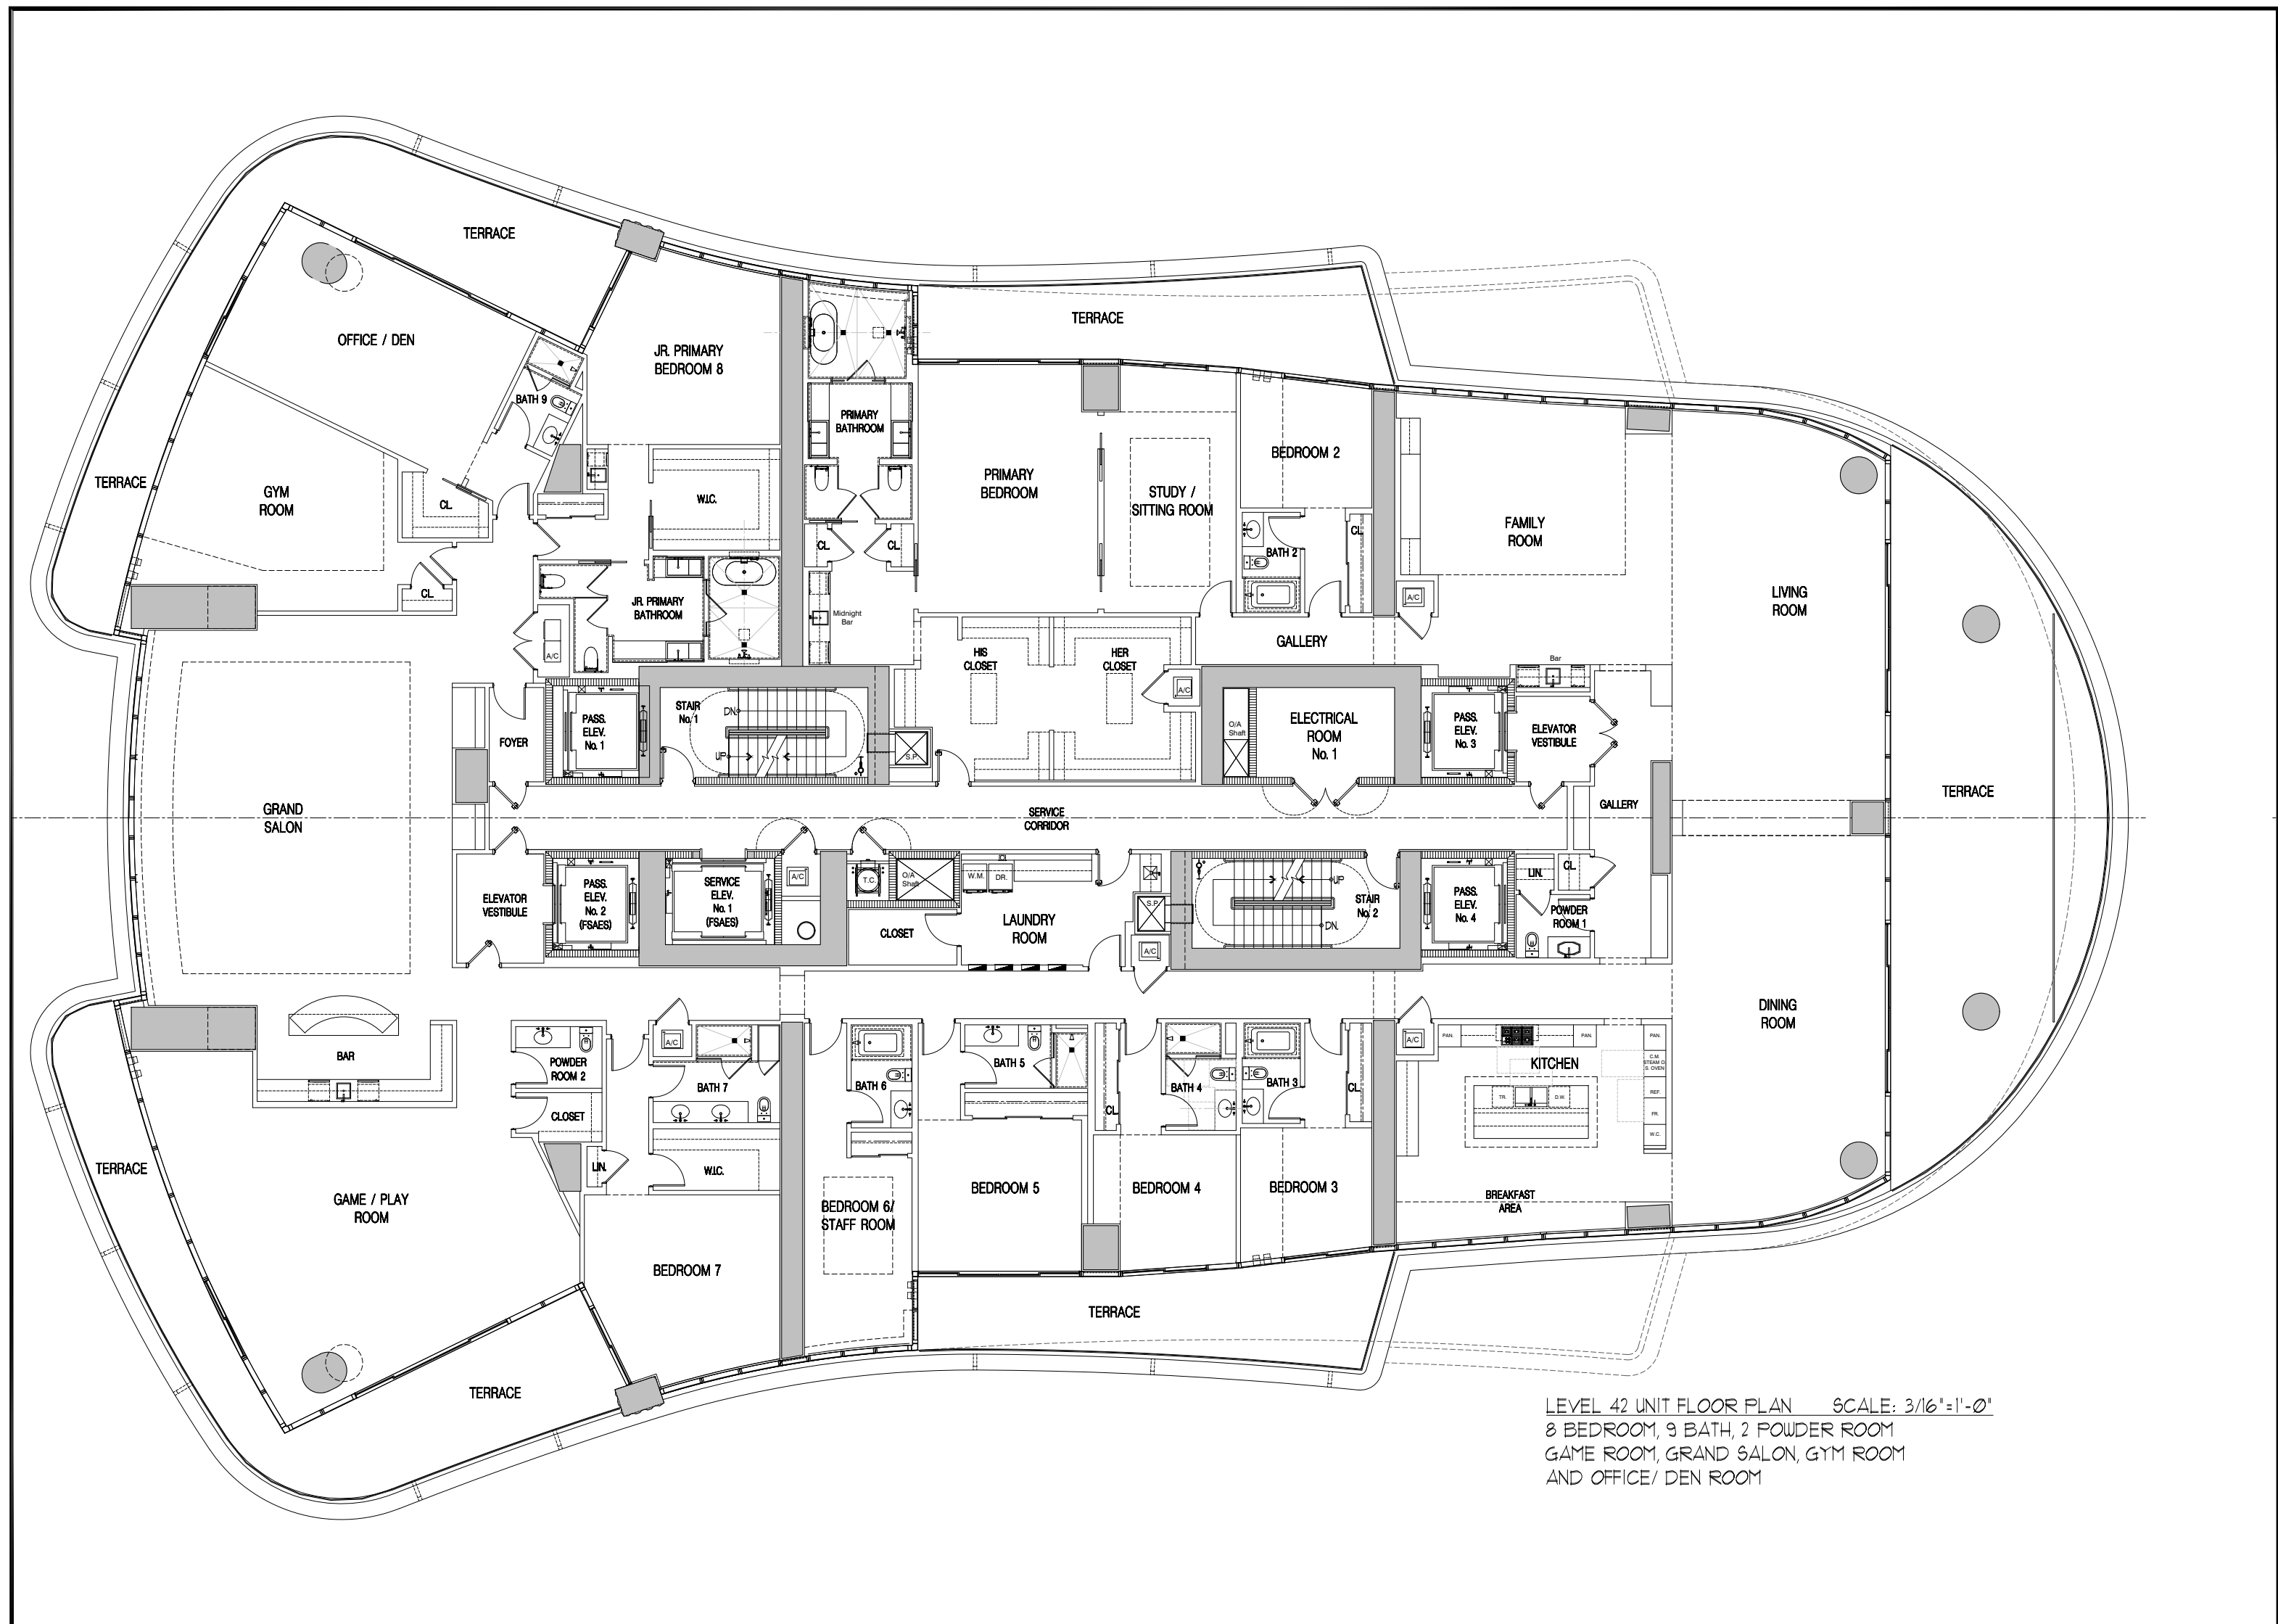 TERRACE
OFFICE / DEN
JR. PRIMARY
BEDROOM 8
TERRACE
BATH 9
PRIMARY
BATHROOM
BEDROOM 2
PRIMARY
BEDROOM
STUDY /
SITTING ROOM
TERRACE
GYM
ROOM
CL.
W.I.C.
FAMILY
ROOM
CL.
CL.
BATH 2
CL.
CL.
JR. PRIMARY
BATHROOM
Midnight
Bar
A/C
LIVING
ROOM
GALLERY
A/C
HIS
CLOSET
HER
CLOSET
A/C
Bar
STAIR
No. 1
DN.
UP
PASS.
ELEV.
No. 1
FOYER
S.P.
O/A
Shaft
ELECTRICAL
ROOM
No. 1
PASS.
ELEV.
No. 3
ELEVATOR
VESTIBULE
GRAND
SALON
SERVICE
CORRIDOR
GALLERY
TERRACE
ELEVATOR
VESTIBULE
PASS.
ELEV.
No. 2
(FSAES)
SERVICE
ELEV.
No. 1
(FSAES)
A/C
T.C.
O/A
Shaft
W.M.
DR.
CLOSET
LAUNDRY
ROOM
S.P.
A/C
UP
STAIR
No. 2
DN.
PASS.
ELEV.
No. 4
LIN.
CL.
POWDER
ROOM 1
DINING
ROOM
BAR
POWDER
ROOM 2
A/C
BATH 7
BATH 6
BATH 5
BATH 4
BATH 3
A/C
PAN.
PAN.
PAN.
KITCHEN
C.M.
STEAM O.
S. OVEN
REF.
FR.
W.C.
TR.
D.W.
CLOSET
CL.
CL.
TERRACE
LIN.
W.I.C.
GAME / PLAY
ROOM
BEDROOM 6/
STAFF ROOM
BEDROOM 5
BEDROOM 4
BEDROOM 3
BREAKFAST
AREA
BEDROOM 7
TERRACE
TERRACE
LEVEL 42 UNIT FLOOR PLAN SCALE: 3/16"=1'-0"
8 BEDROOM, 9 BATH, 2 POWDER ROOM
GAME ROOM, GRAND SALON, GYM ROOM
AND OFFICE/ DEN ROOM